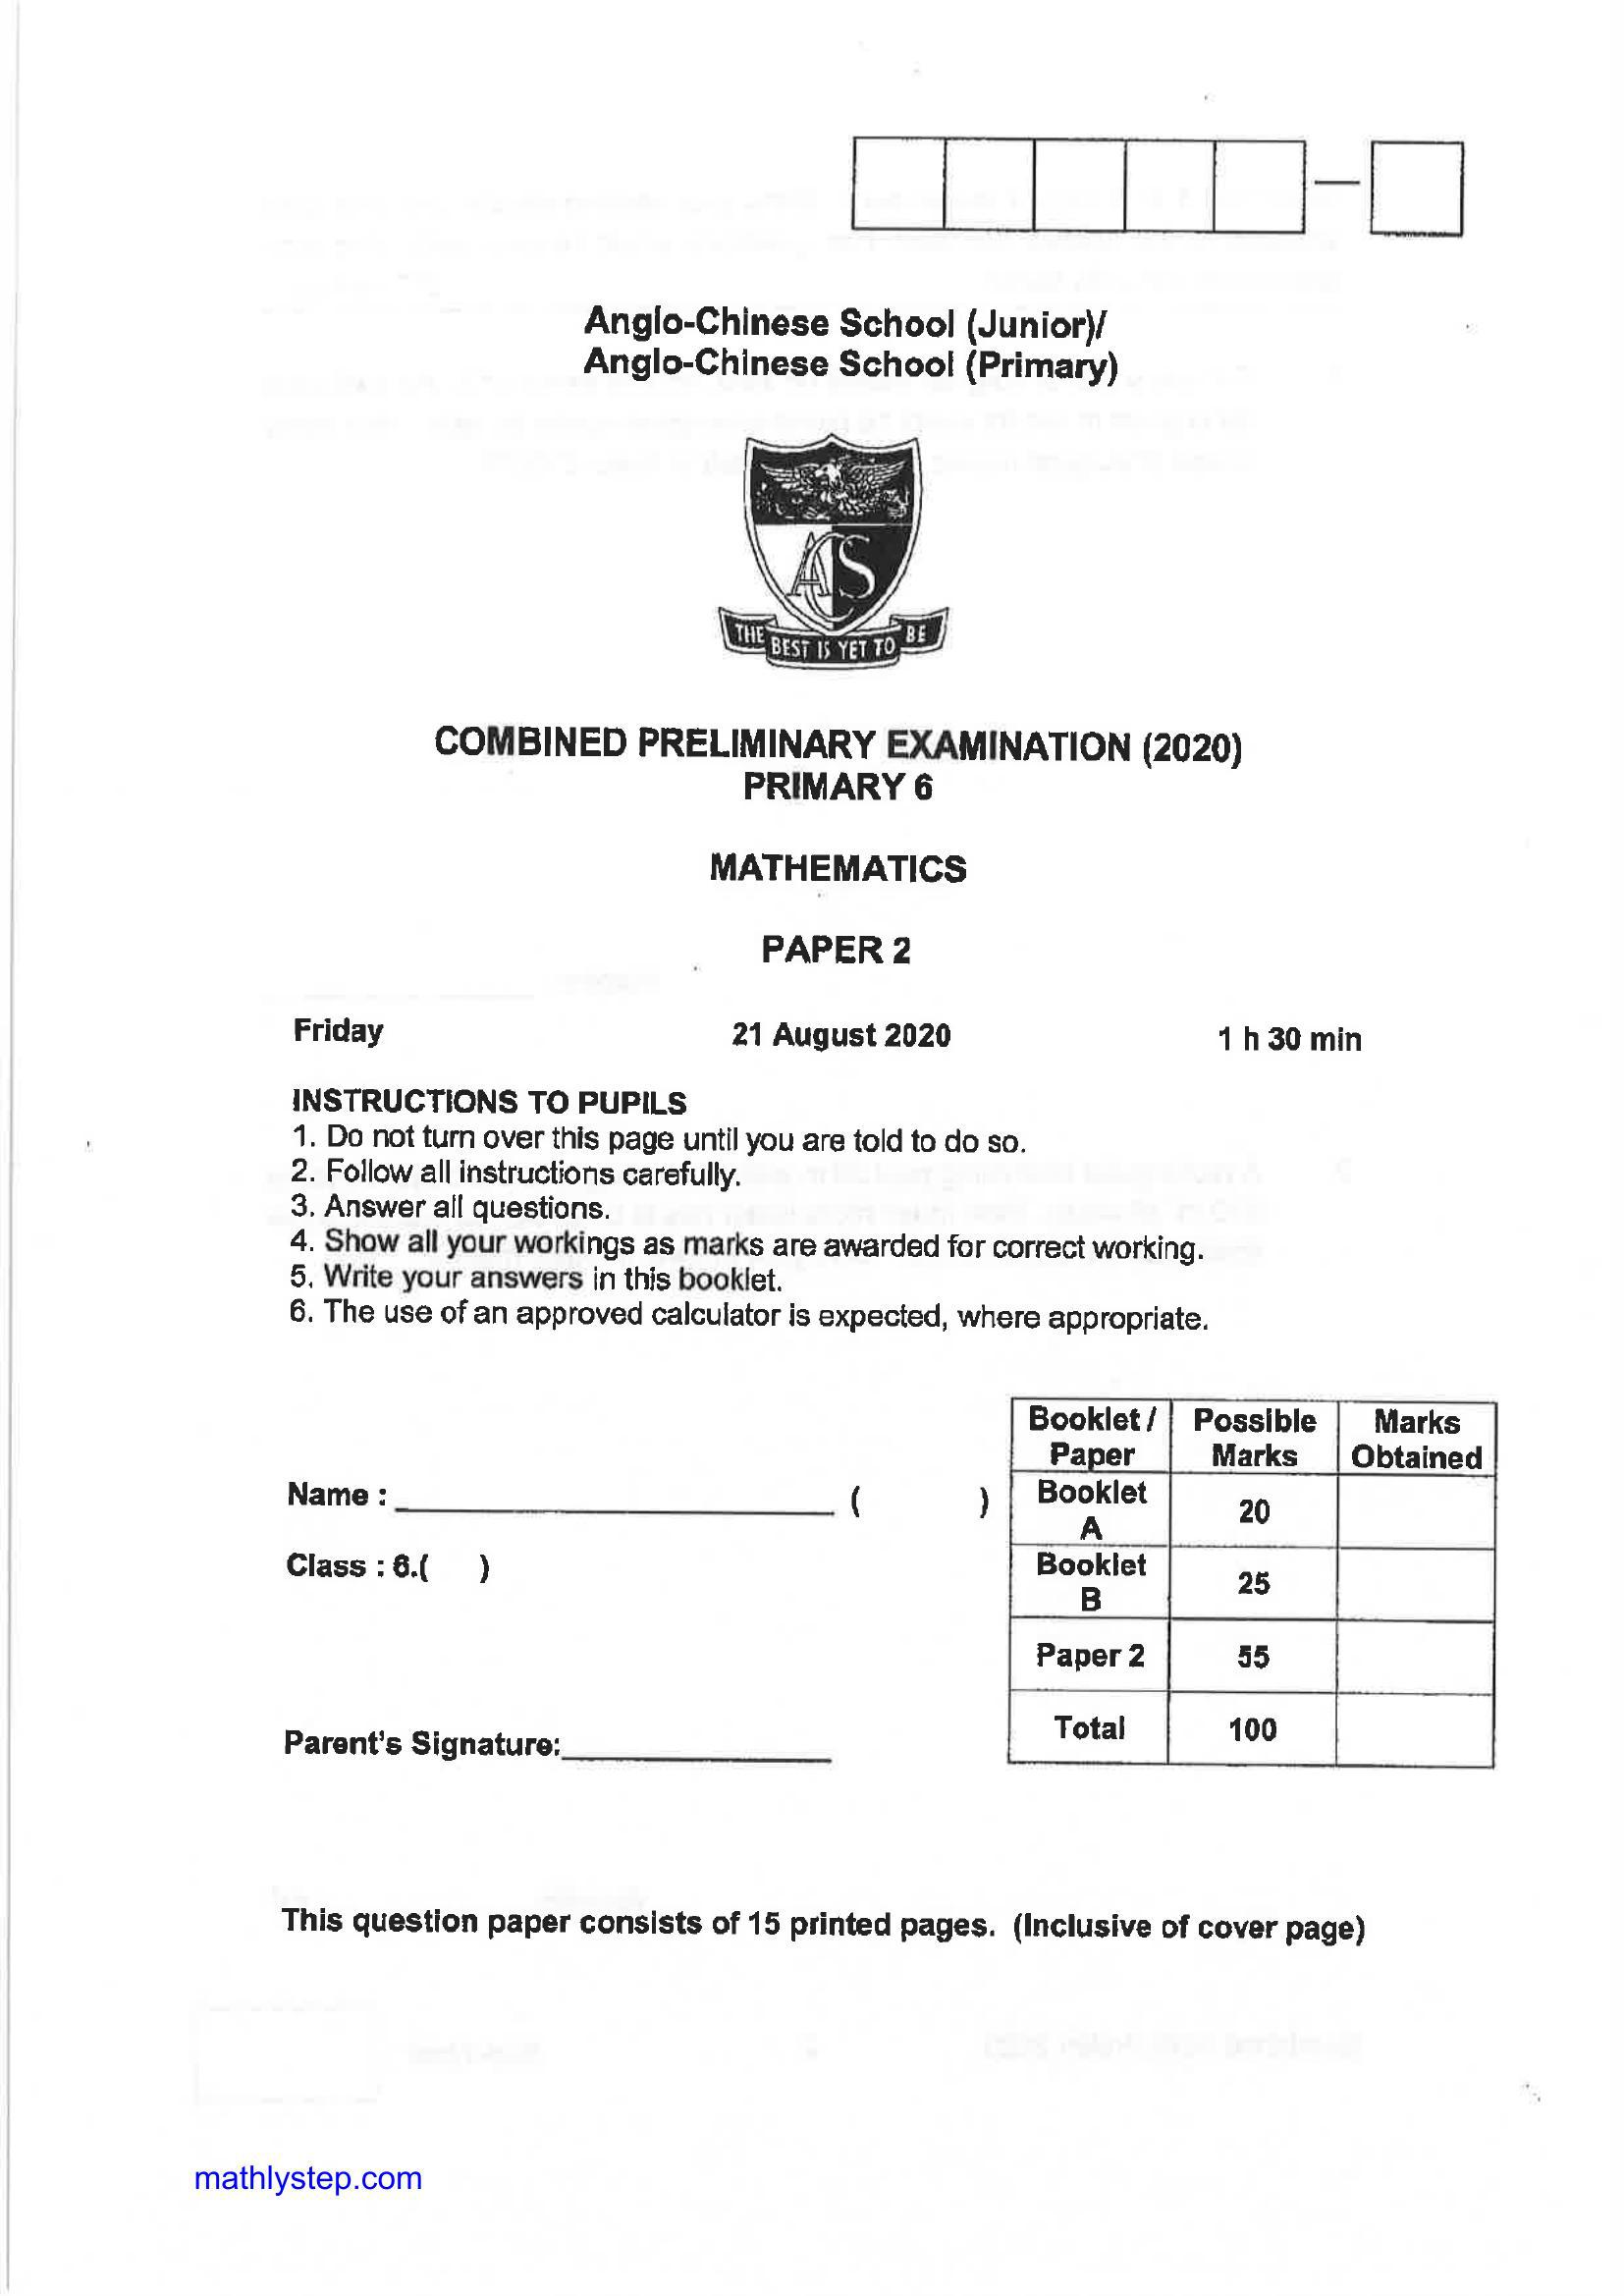 Anglo-Chinese School (Junior)/
Anglo-Chinese School (Primary)
ACS
THE BEST IS YET TO BE
COMBINED PRELIMINARY EXAMINATION (2020)
PRIMARY 6
MATHEMATICS
PAPER 2
Friday 21 August 2020 1 h 30 min
INSTRUCTIONS TO PUPILS
1. Do not turn over this page until you are told to do so.
2. Follow all instructions carefully.
3. Answer all questions.
4. Show all your workings as marks are awarded for correct working.
5. Write your answers in this booklet.
6. The use of an approved calculator is expected, where appropriate.
Booklet / Possible Marks
Paper Marks Obtained
Name : ( )
Booklet
A 20
Class : 6.( )
Booklet
B 25
Paper 2 55
Total 100
Parent's Signature:
This question paper consists of 15 printed pages. (Inclusive of cover page)
mathlystep.com